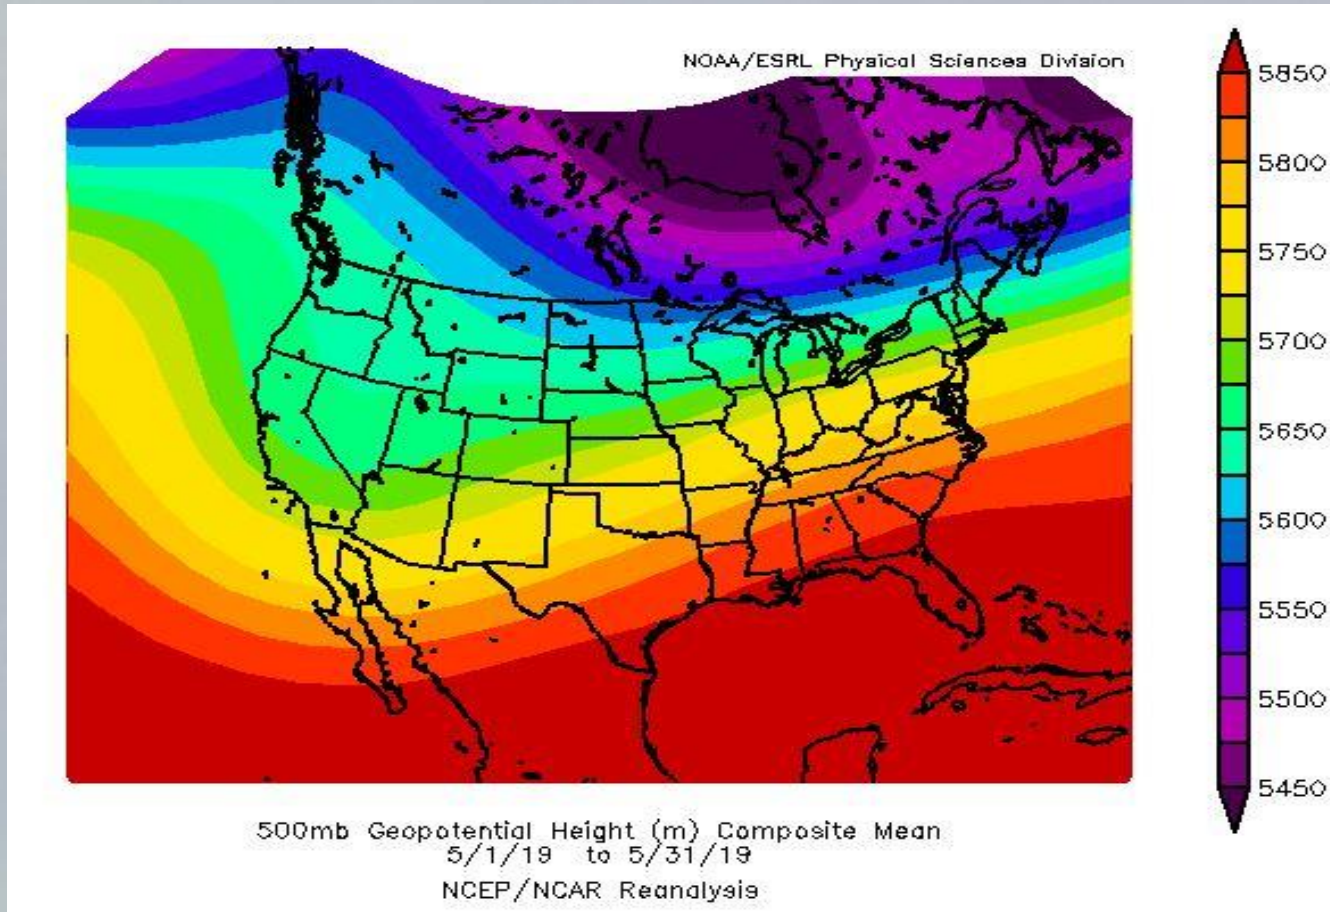 NOAA/ESRL Physical Sciences Division
5850
5800
5750
5700
5650
5600
5550
5500
5450
500mb Geopotential Height (m) Composite Mean
5/1/19 to 5/31/19
NCEP/NCAR Reanalysis